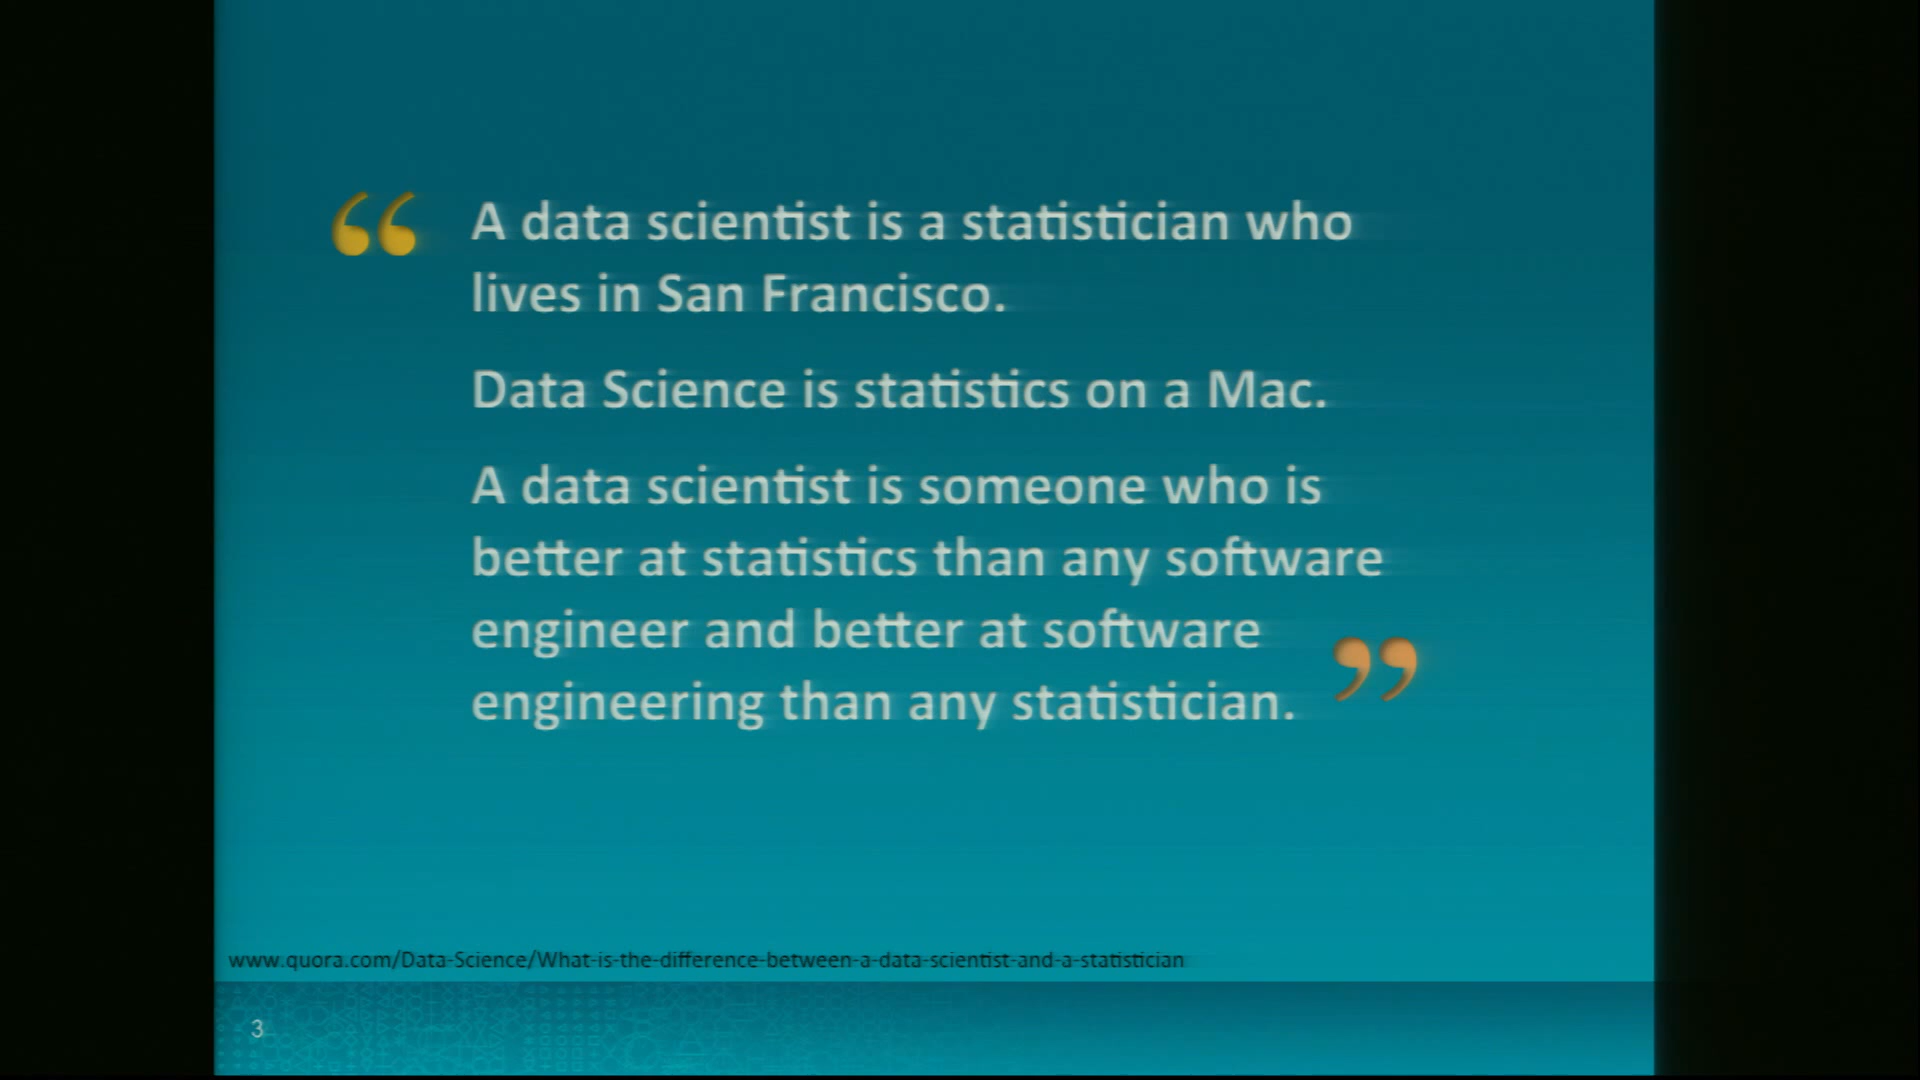 “ A data scientist is a statistician who
lives in San Francisco.
Data Science is statistics on a Mac.
A data scientist is someone who is
better at statistics than any software
engineer and better at software
engineering than any statistician. ”
www.quora.com/Data-Science/What-is-the-difference-between-a-data-scientist-and-a-statistician
3